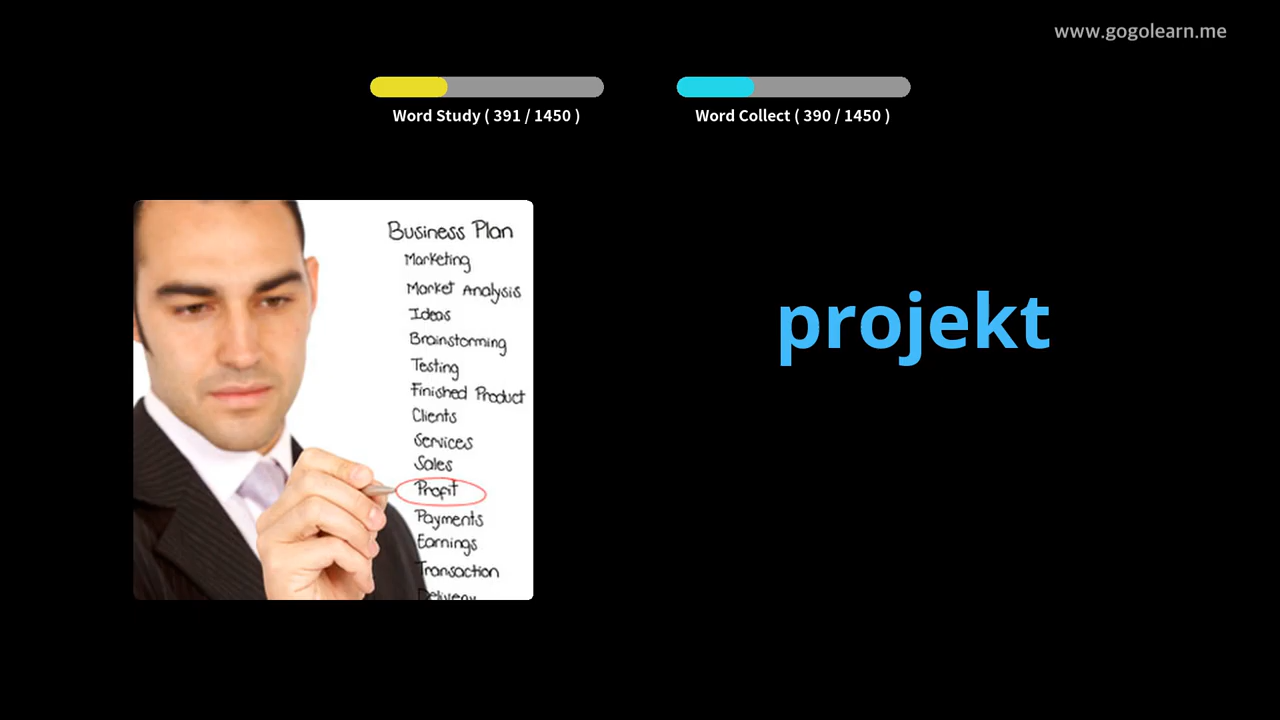 www.gogolearn.me
Word Study ( 391 / 1450 )
Word Collect ( 390 / 1450 )
Business Plan
Marketing
Market Analysis
Ideas
Brainstorming
Testing
Finished Product
Clients
Services
Sales
Profit
Payments
Earnings
Transaction
Delivery
projekt